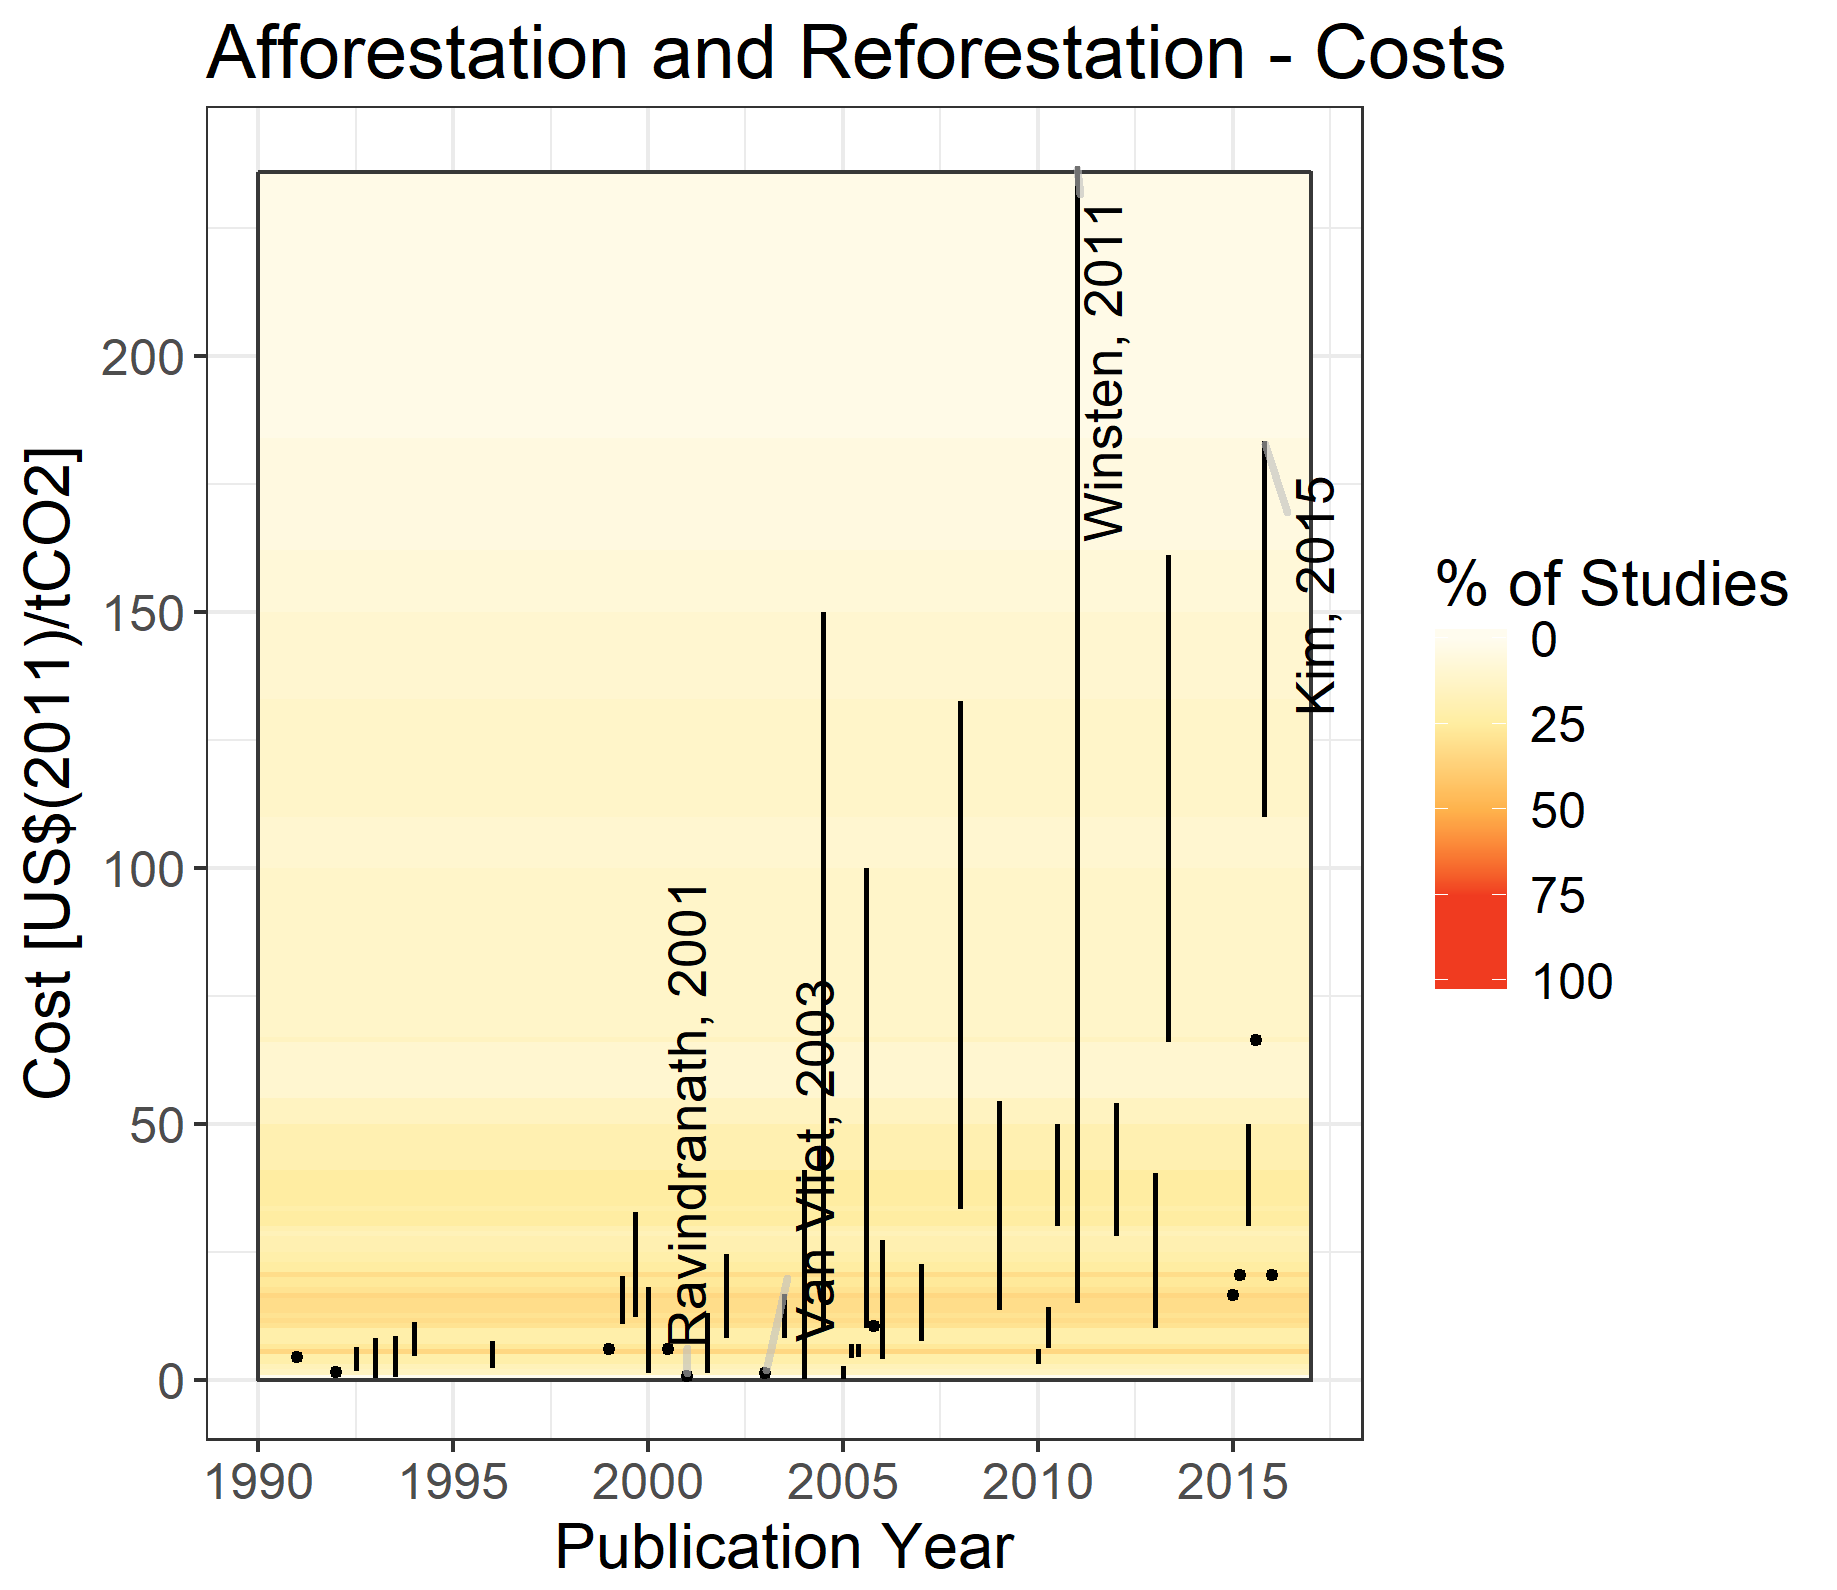 Afforestation and Reforestation - Costs
Cost [US$(2011)/tCO2]
200
150
100
50
0
Ravindranath, 2001
Van Vliet, 2003
Winsten, 2011
Kim, 2015
1990
1995
2000
2005
2010
2015
Publication Year
% of Studies
0
25
50
75
100